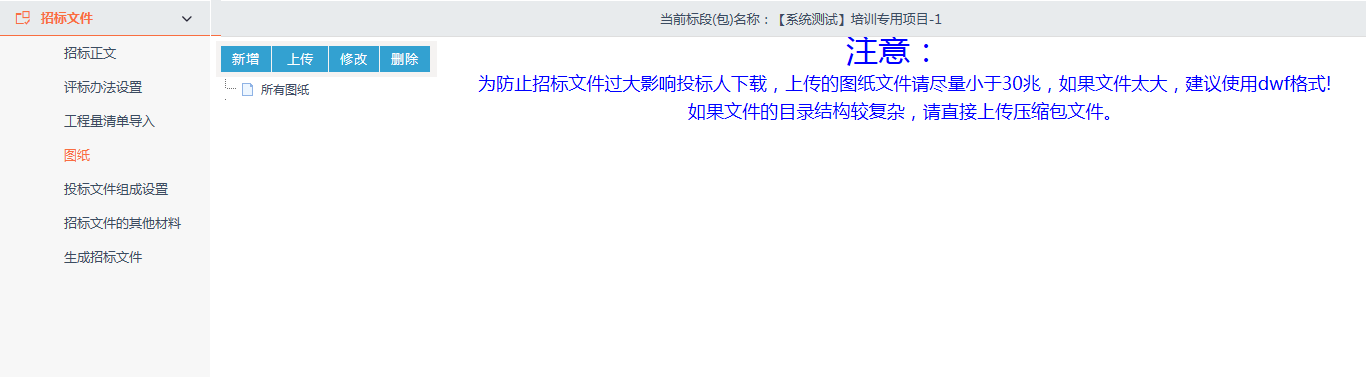 招标文件
当前标段(包)名称：【系统测试】培训专用项目-1
招标正文
评标办法设置
工程量清单导入
图纸
投标文件组成设置
招标文件的其他材料
生成招标文件
新增 上传 修改 删除
所有图纸
注意：
为防止招标文件过大影响投标人下载，上传的图纸文件请尽量小于30兆，如果文件太大，建议使用dwf格式!
如果文件的目录结构较复杂，请直接上传压缩包文件。